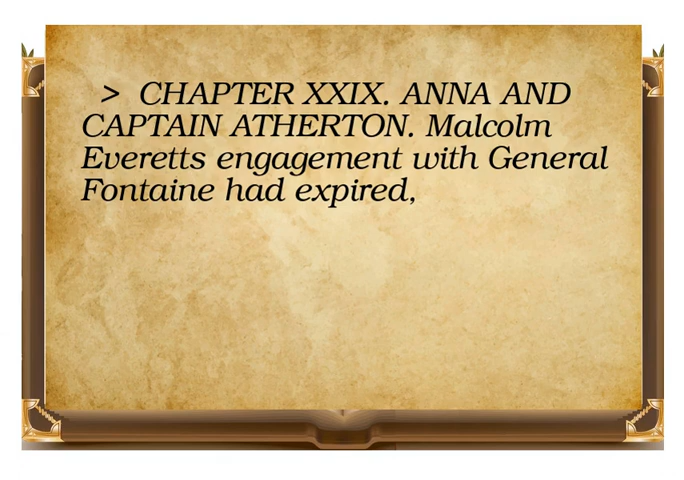 > CHAPTER XXIX. ANNA AND
CAPTAIN ATHERTON. Malcolm
Everetts engagement with General
Fontaine had expired,